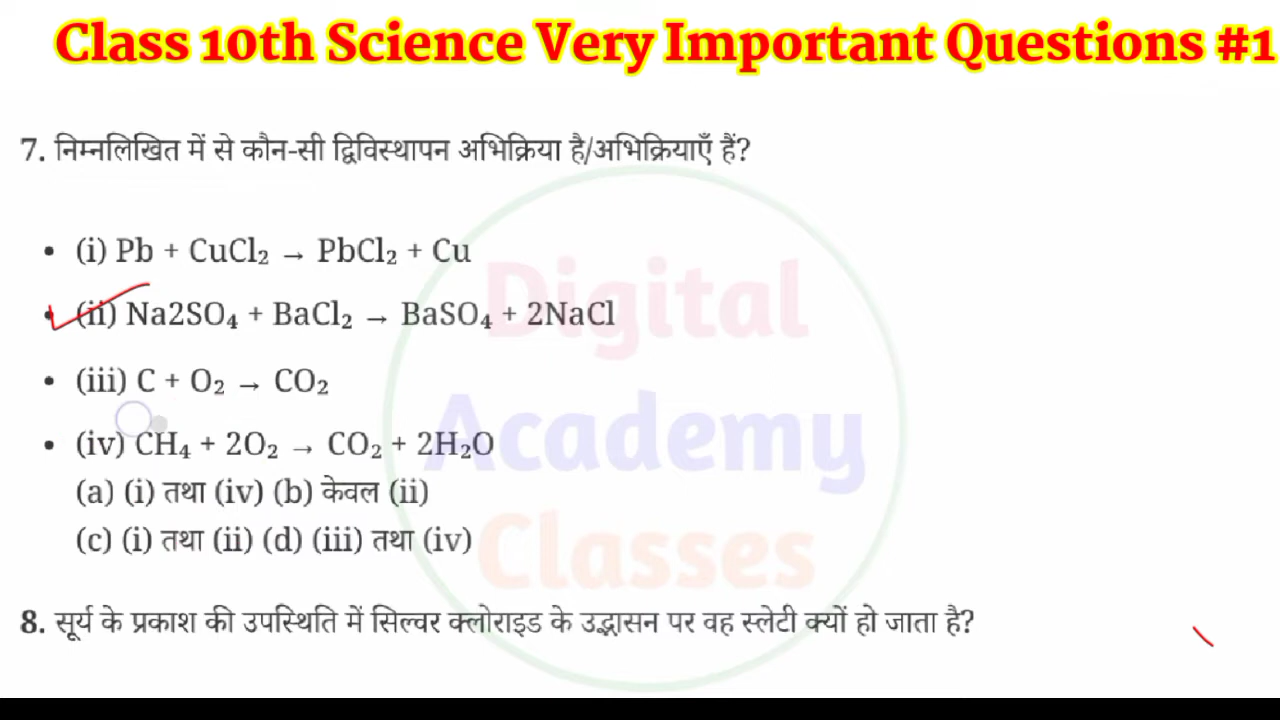 Class 10th Science Very Important Questions #1
7. निम्नलिखित में से कौन-सी द्विविस्थापन अभिक्रिया है/अभिक्रियाएँ हैं?
• (i) Pb + CuCl₂ → PbCl₂ + Cu
• (ii) Na2SO₄ + BaCl₂ → BaSO₄ + 2NaCl
• (iii) C + O₂ → CO₂
• (iv) CH₄ + 2O₂ → CO₂ + 2H₂O
(a) (i) तथा (iv) (b) केवल (ii)
(c) (i) तथा (ii) (d) (iii) तथा (iv)
8. सूर्य के प्रकाश की उपस्थिति में सिल्वर क्लोराइड के उद्भासन पर वह स्लेटी क्यों हो जाता है?
Digital
Academy
Classes